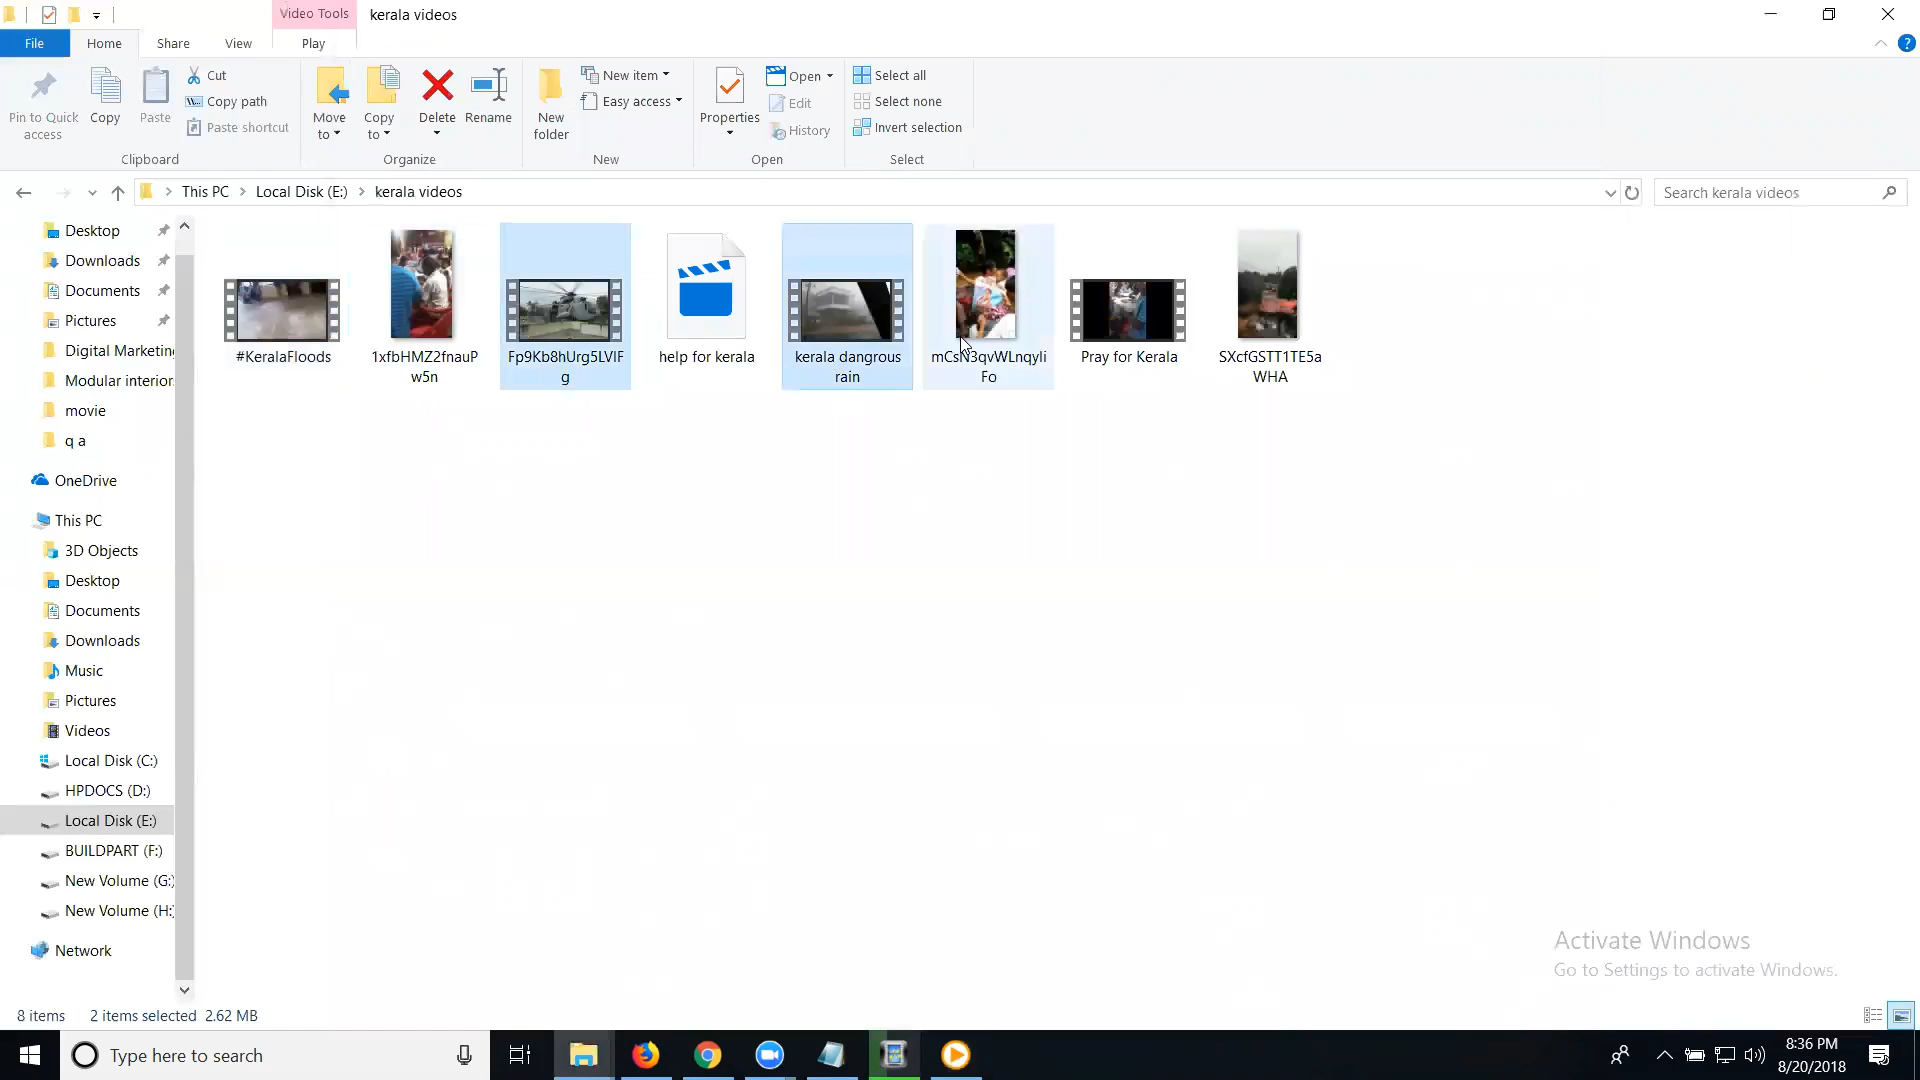 Video Tools
kerala videos
File
Home
Share
View
Play
Pin to Quick access
Copy
Paste
Cut
Copy path
Paste shortcut
Clipboard
Move to
Copy to
Delete
Rename
Organize
New folder
New item
Easy access
New
Properties
Open
Edit
History
Open
Select all
Select none
Invert selection
Select
This PC
Local Disk (E:)
kerala videos
Search kerala videos
Desktop
Downloads
Documents
Pictures
Digital Marketing
Modular interior
movie
q a
OneDrive
This PC
3D Objects
Desktop
Documents
Downloads
Music
Pictures
Videos
Local Disk (C:)
HPDOCS (D:)
Local Disk (E:)
BUILDPART (F:)
New Volume (G:)
New Volume (H:)
Network
#KeralaFloods
1xfbHMZ2fnauP
w5n
help for kerala
kerala dangrous
rain
Pray for Kerala
SXcfGSTT1TE5a
WHA
Activate Windows
Go to Settings to activate Windows.
8 items
2 items selected 2.62 MB
Type here to search
8:36 PM
8/20/2018